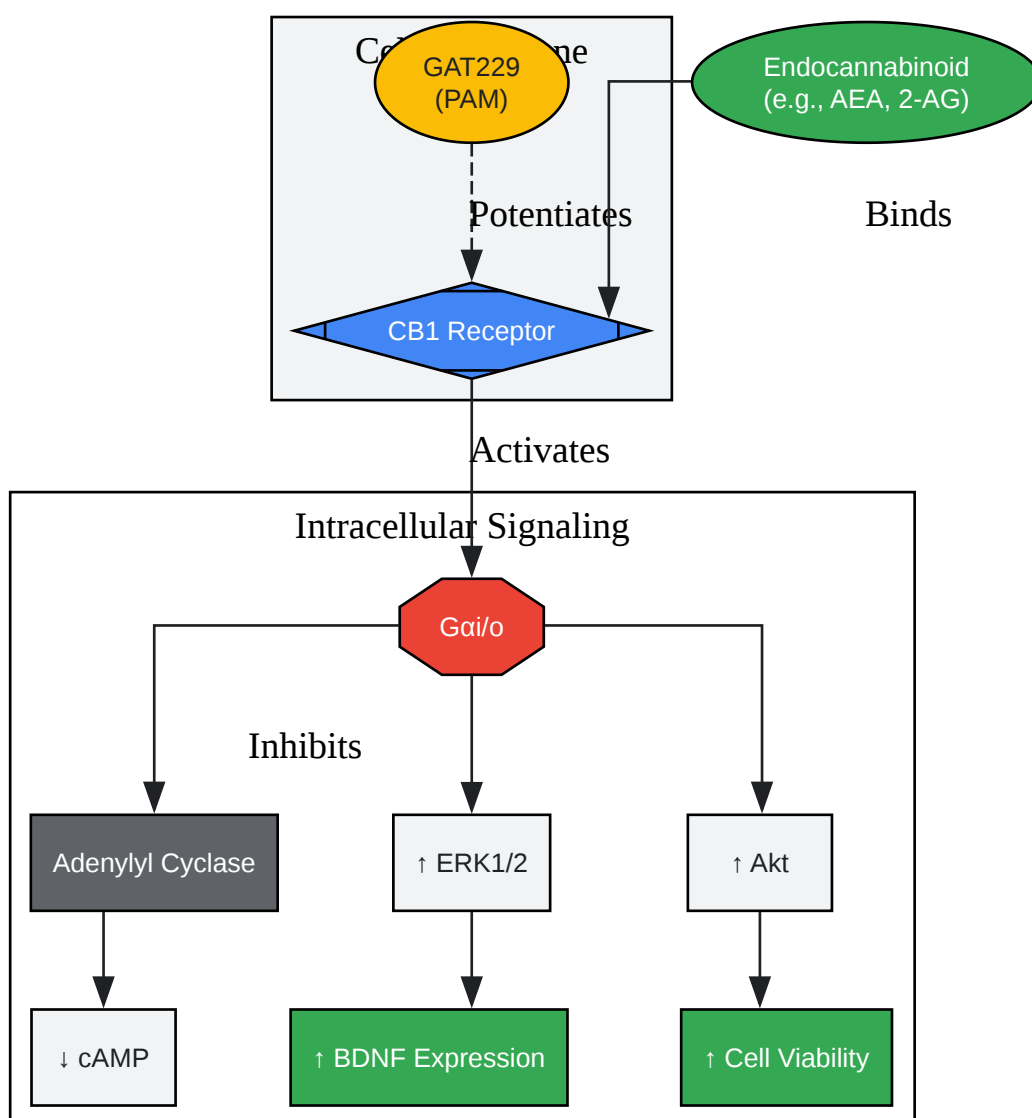 GAT229
(PAM)
Endocannabinoid
(e.g., AEA, 2-AG)
Potentiates
Binds
CB1 Receptor
Activates
Intracellular Signaling
Gαi/o
Inhibits
Adenylyl Cyclase
↑ ERK1/2
↑ Akt
↓ cAMP
↑ BDNF Expression
↑ Cell Viability